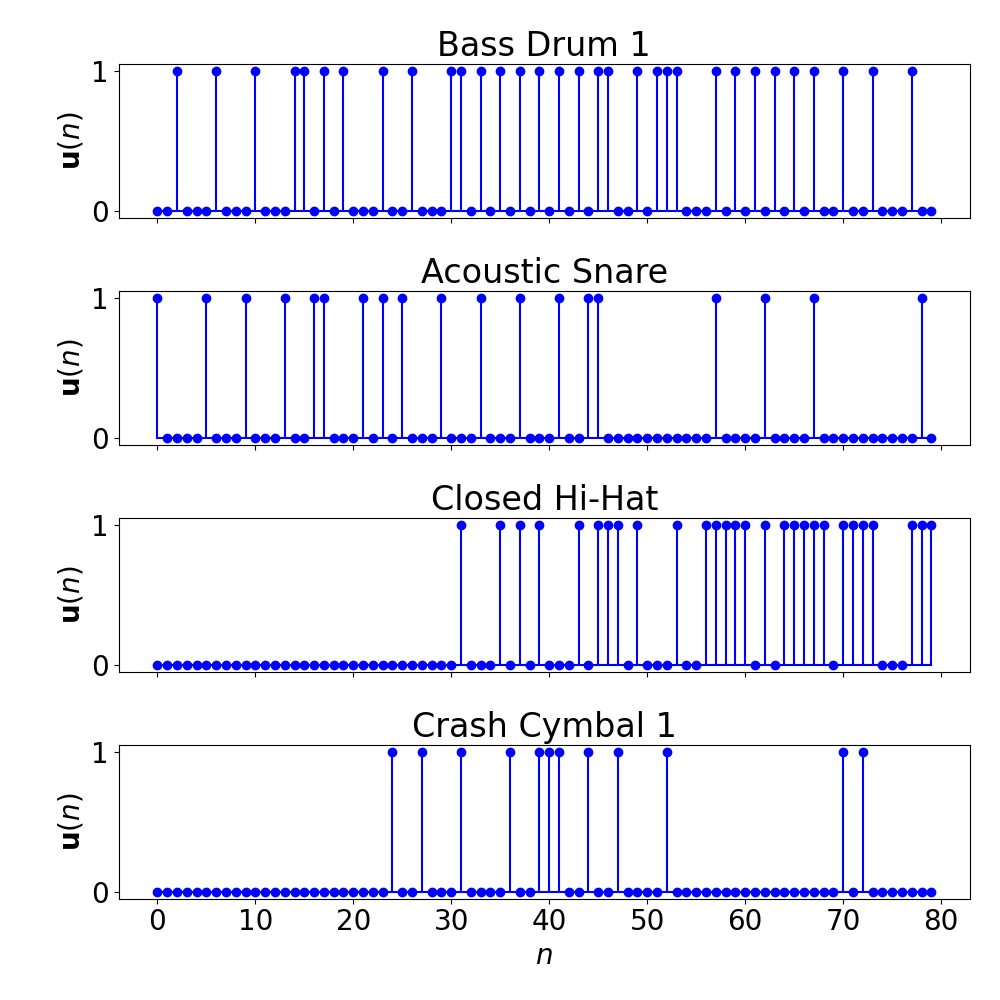 Bass Drum 1
1
u(n)
0
Acoustic Snare
1
u(n)
0
Closed Hi-Hat
1
u(n)
0
Crash Cymbal 1
1
u(n)
0
0 10 20 30 40 50 60 70 80
n